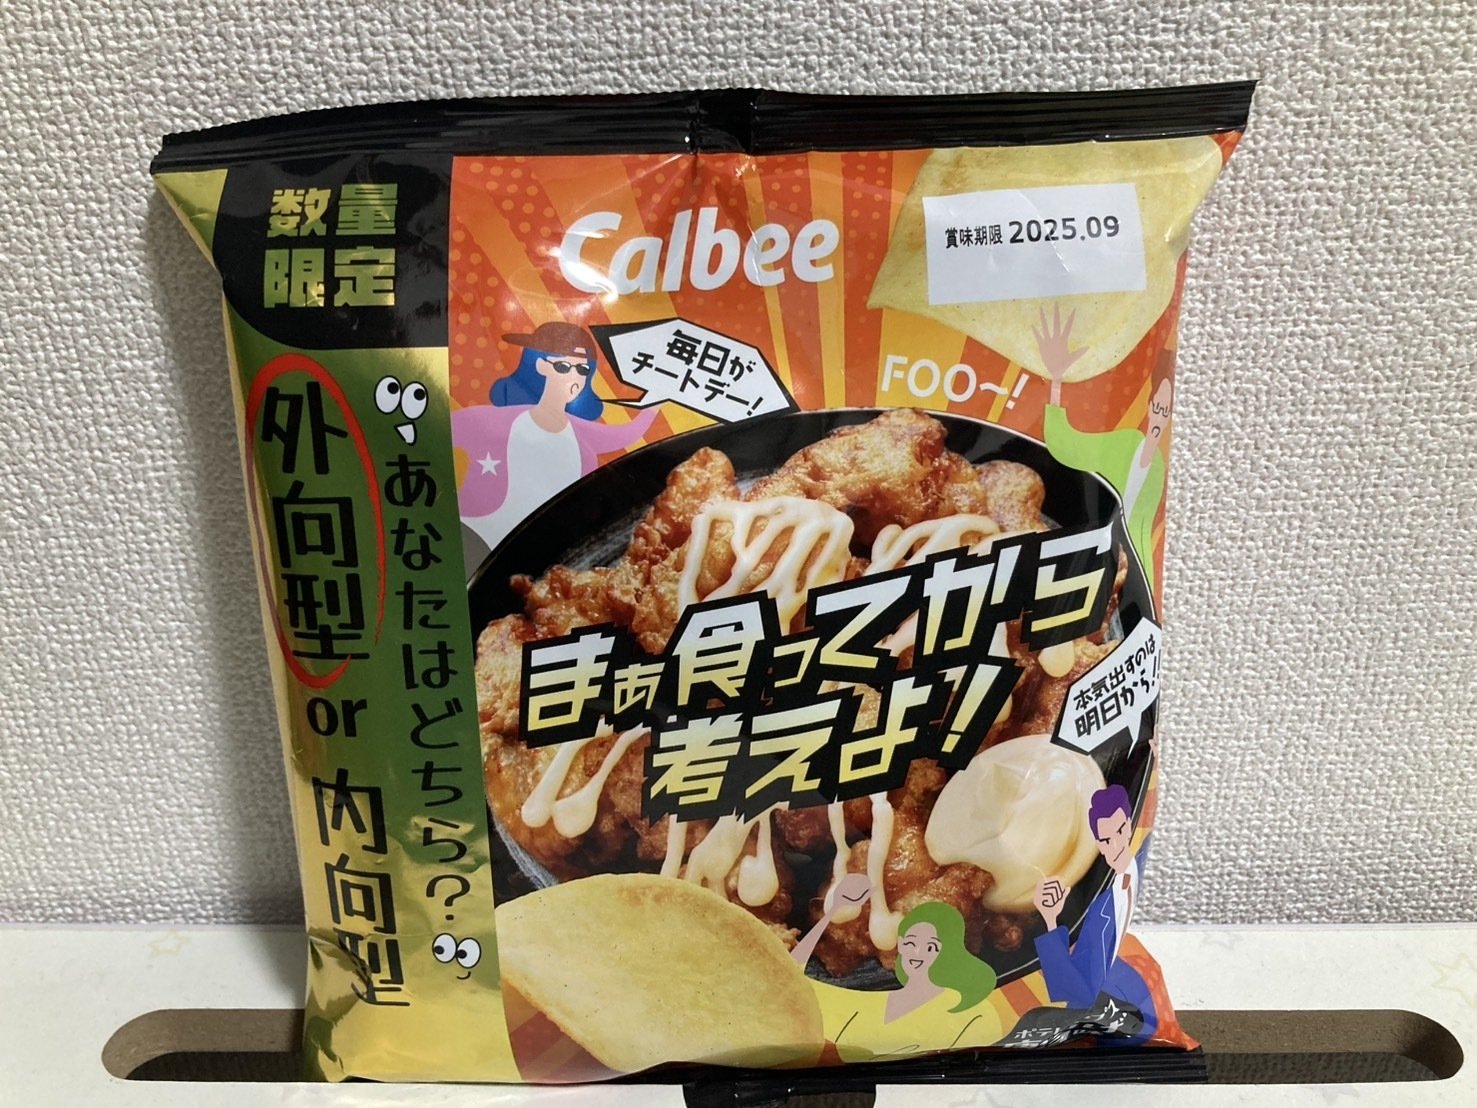 数量
限定
Calbee
賞味期限 2025.09
毎日が
チートデー!
FOO〜!
あなたはどちら?
外向型
or
内向型
まぁ食ってから
考えよ!
本気出すのは
明日から!!